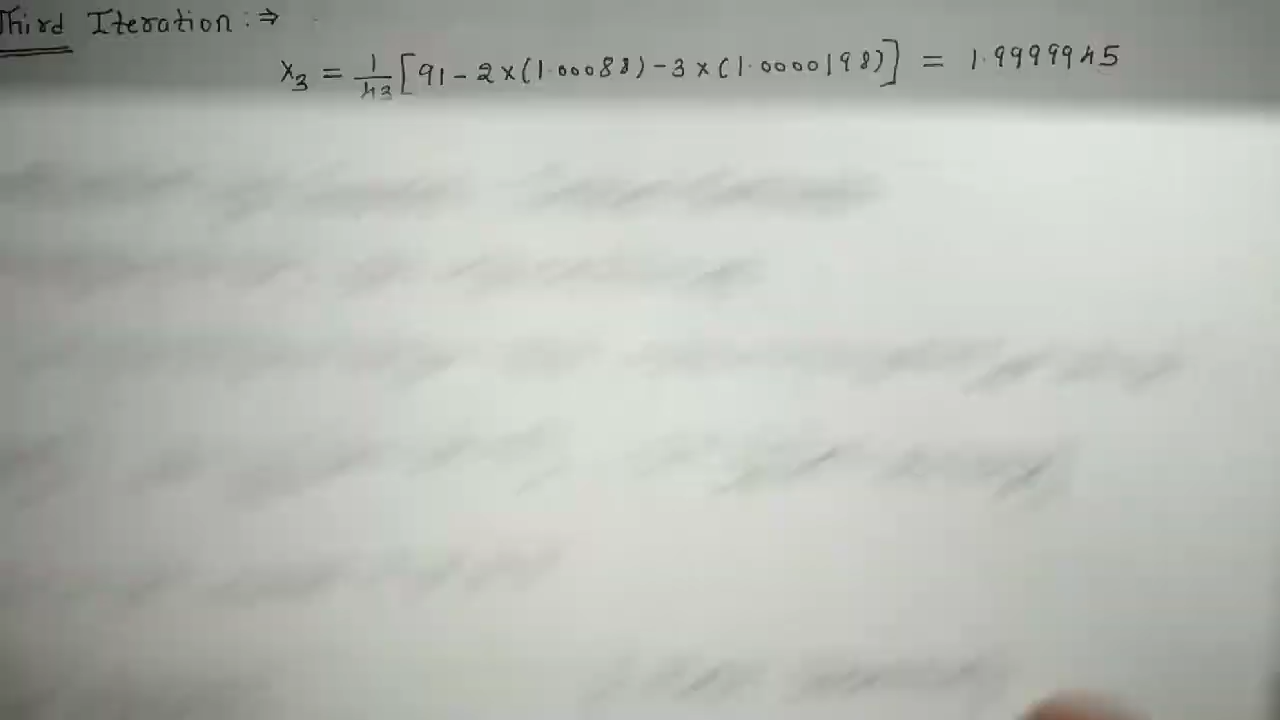 Third Iteration :⇒
x₃ = 1/43 [91 - 2 × (1.00088) - 3 × (1.0000198)] = 1.9999945